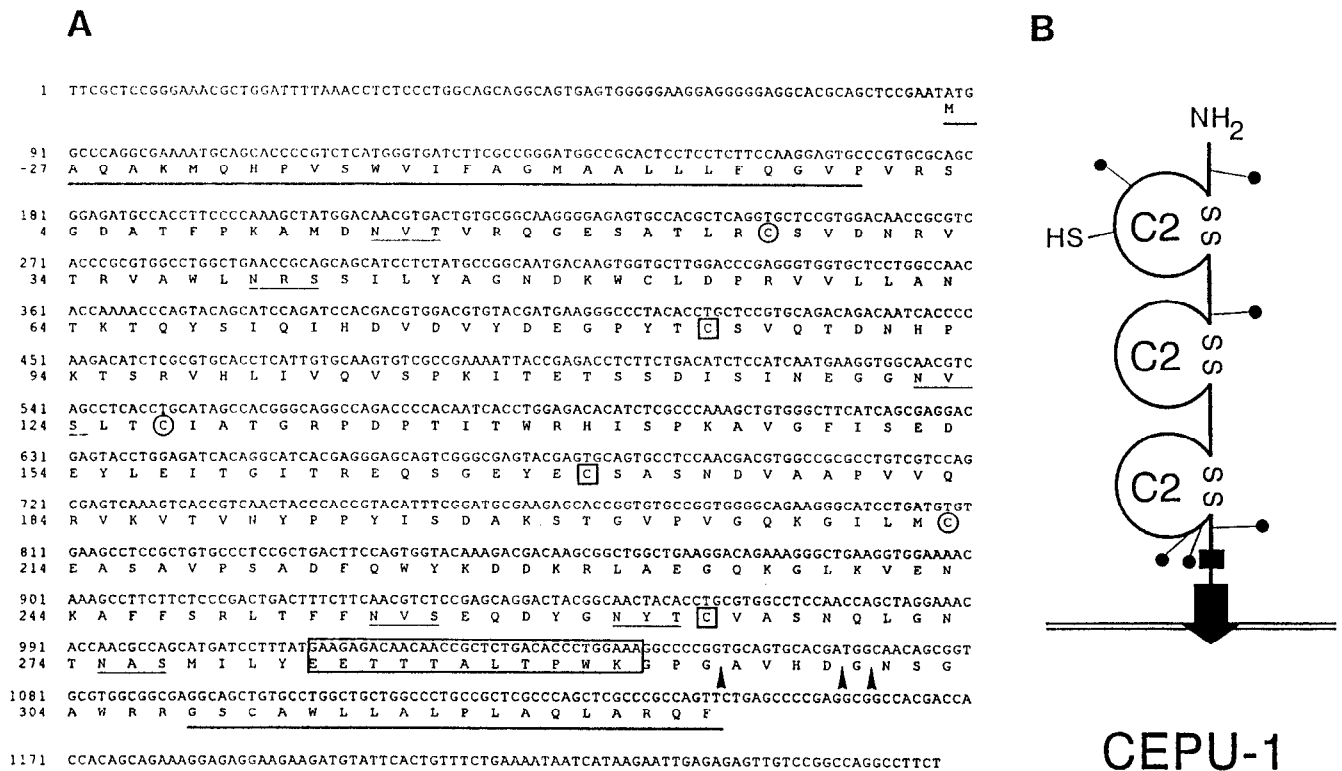 A
1 TTCGCTCCGGGAAACGCTGGATTTTAAACCTCTCCCTGGCAGCAGGCAGTGAGTGGGGGAAGGAGGGGGAGGCACGCAGCTCCGAATATG
M
91 GCCCAGGCGAAAATGCAGCACCCCGTCTCATGGGTGATCTTCGCCGGGATGGCCGCACTCCTCCTCTTCCAAGGAGTGCCCGTGCGCAGC
-27 A Q A K M Q H P V S W V I F A G M A A L L L F Q G V P V R S
181 GGAGATGCCACCTTCCCCAAAGCTATGGACAACGTGACTGTGCGGCAAGGGGAGAGTGCCACGCTCAGGTGCTCCGTGGACAACCGCGTC
4 G D A T F P K A M D N V T V R Q G E S A T L R C S V D N R V
271 ACCCGCGTGGCCTGGCTGAACCGCAGCAGCATCCTCTATGCCGGCAATGACAAGTGGTGCTTGGACCCGAGGGTGGTGCTCCTGGCCAAC
34 T R V A W L N R S S I L Y A G N D K W C L D P R V V L L A N
361 ACCAAAACCCAGTACAGCATCCAGATCCACGACGTGGACGTGTACGATGAAGGGCCCTACACCTGCTCCGTGCAGACAGACAATCACCCC
64 T K T Q Y S I Q I H D V D V Y D E G P Y T C S V Q T D N H P
451 AAGACATCTCGCGTGCACCTCATTGTGCAAGTGTCGCCGAAAATTACCGAGACCTCTTCTGACATCTCCATCAATGAAGGTGGCAACGTC
94 K T S R V H L I V Q V S P K I T E T S S D I S I N E G G N V
541 AGCCTCACCTGCATAGCCACGGGCAGGCCAGACCCCACAATCACCTGGAGACACATCTCGCCCAAAGCTGTGGGCTTCATCAGCGAGGAC
124 S L T C I A T G R P D P T I T W R H I S P K A V G F I S E D
631 GAGTACCTGGAGATCACAGGCATCACGAGGGAGCAGTCGGGCGAGTACGAGTGCAGTGCCTCCAACGACGTGGCCGCGCCTGTCGTCCAG
154 E Y L E I T G I T R E Q S G E Y E C S A S N D V A A P V V Q
721 CGAGTCAAAGTCACCGTCAACTACCCACCGTACATTTCGGATGCGAAGAGCACCGGTGTGCCGGTGGGGCAGAAGGGCATCCTGATGTGT
184 R V K V T V N Y P P Y I S D A K S T G V P V G Q K G I L M C
811 GAAGCCTCCGCTGTGCCCTCCGCTGACTTCCAGTGGTACAAAGACGACAAGCGGCTGGCTGAAGGACAGAAAGGGCTGAAGGTGGAAAAC
214 E A S A V P S A D F Q W Y K D D K R L A E G Q K G L K V E N
901 AAAGCCTTCTTCTCCCGACTGACTTTCTTCAACGTCTCCGAGCAGGACTACGGCAACTACACCTGCGTGGCCTCCAACCAGCTAGGAAAC
244 K A F F S R L T F F N V S E Q D Y G N Y T C V A S N Q L G N
991 ACCAACGCCAGCATGATCCTTTATGAAGAGACAACAACCGCTCTGACACCCTGGAAAGGCCCCGGTGCAGTGCACGATGGCAACAGCGGT
274 T N A S M I L Y E E T T T A L T P W K G P G A V H D G N S G
1081 GCGTGGCGGCGAGGCAGCTGTGCCTGGCTGCTGGCCCTGCCGCTCGCCCAGCTCGCCCGCCAGTTCTGAGCCCCGAGGCGGCCACGACCA
304 A W R R G S C A W L L A L P L A Q L A R Q F
1171 CCACAGCAGAAAGGAGAGGAAGAAGATGTATTCACTGTTTCTGAAAATAATCATAAGAATTGAGAGAGTTGTCCGGCCAGGCCTTCT
B
NH2
C2
SS
HS
C2
SS
C2
SS
CEPU-1